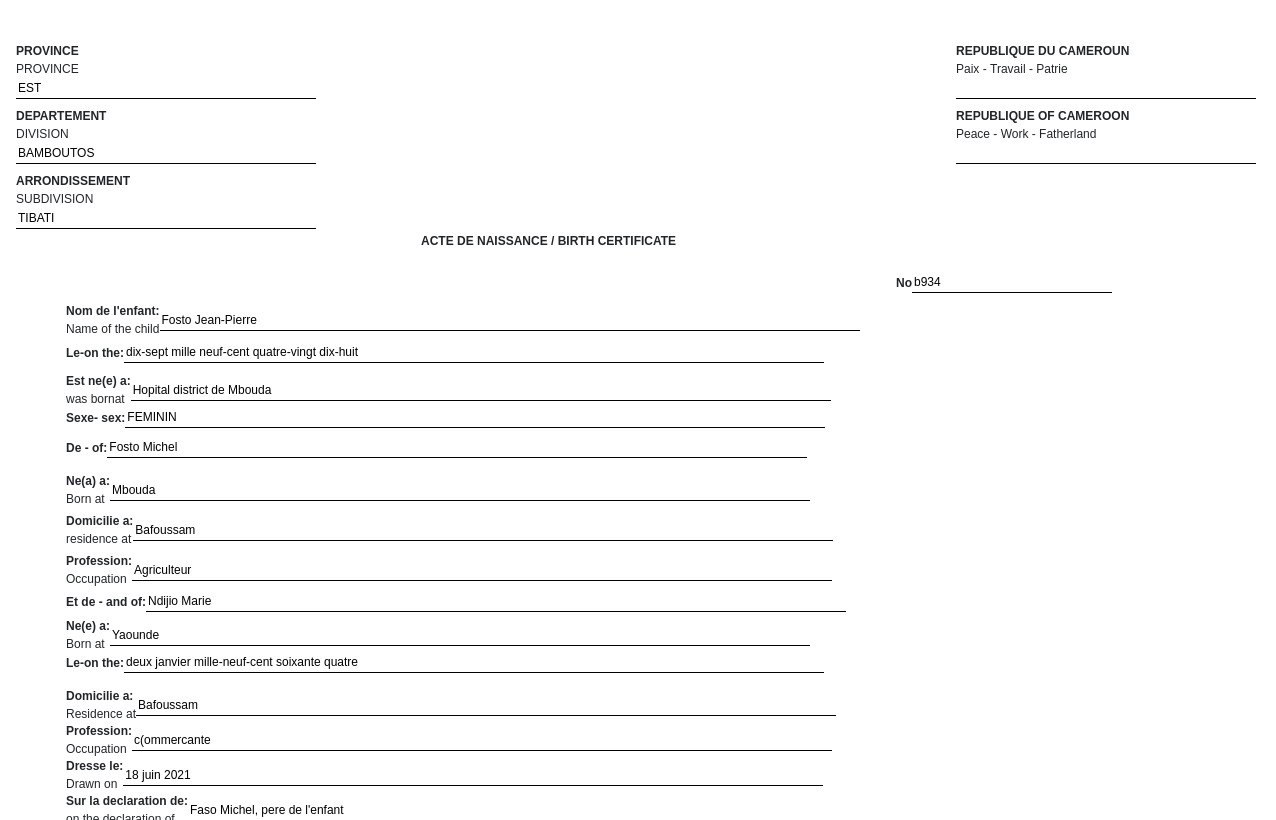 PROVINCE
PROVINCE
EST
DEPARTEMENT
DIVISION
BAMBOUTOS
ARRONDISSEMENT
SUBDIVISION
TIBATI
REPUBLIQUE DU CAMEROUN
Paix - Travail - Patrie
REPUBLIQUE OF CAMEROON
Peace - Work - Fatherland
ACTE DE NAISSANCE / BIRTH CERTIFICATE
No b934
Nom de l'enfant:
Name of the child Fosto Jean-Pierre
Le-on the: dix-sept mille neuf-cent quatre-vingt dix-huit
Est ne(e) a:
was bornat Hopital district de Mbouda
Sexe- sex: FEMININ
De - of: Fosto Michel
Ne(a) a:
Born at Mbouda
Domicilie a:
residence at Bafoussam
Profession:
Occupation Agriculteur
Et de - and of: Ndijio Marie
Ne(e) a:
Born at Yaounde
Le-on the: deux janvier mille-neuf-cent soixante quatre
Domicilie a:
Residence at Bafoussam
Profession:
Occupation c(ommercante
Dresse le:
Drawn on 18 juin 2021
Sur la declaration de:
on the declaration of Faso Michel, pere de l'enfant